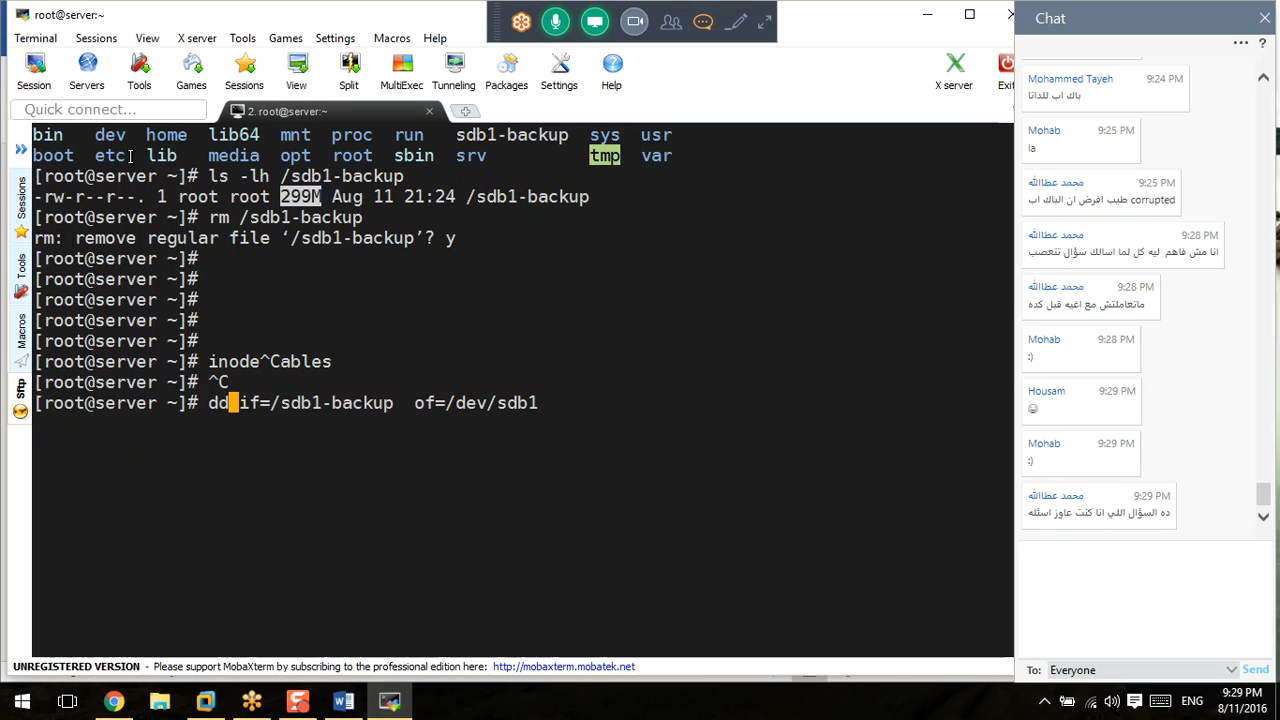 root@server:~
Terminal Sessions View X server Tools Games Settings Macros Help
Session Servers Tools Games Sessions View Split MultiExec Tunneling Packages Settings Help X server Exit
Quick connect...
2. root@server:~
bin dev home lib64 mnt proc run sdb1-backup sys usr
boot etc lib media opt root sbin srv tmp var
[root@server ~]# ls -lh /sdb1-backup
-rw-r--r--. 1 root root 299M Aug 11 21:24 /sdb1-backup
[root@server ~]# rm /sdb1-backup
rm: remove regular file ‘/sdb1-backup’? y
[root@server ~]#
[root@server ~]#
[root@server ~]#
[root@server ~]#
[root@server ~]#
[root@server ~]# inode^Cables
[root@server ~]# ^C
[root@server ~]# dd if=/sdb1-backup of=/dev/sdb1
Sessions
Tools
Macros
Sftp
UNREGISTERED VERSION - Please support MobaXterm by subscribing to the professional edition here: http://mobaxterm.mobatek.net
Chat
Mohammed Tayeh 9:24 PM
باك اب للداتا
Mohab 9:25 PM
la
محمد عطاالله 9:25 PM
طيب افرض ان الباك اب corrupted
محمد عطاالله 9:28 PM
انا مش فاهم ليه كل لما اسالك سؤال تتعصب
محمد عطاالله 9:28 PM
ماتعاملتش مع اغبيه قبل كده
Mohab 9:28 PM
:)
Housam 9:29 PM
Mohab 9:29 PM
:)
محمد عطاالله 9:29 PM
ده السؤال اللي انا كنت عاوز اسئله
To: Everyone Send
ENG
9:29 PM
8/11/2016